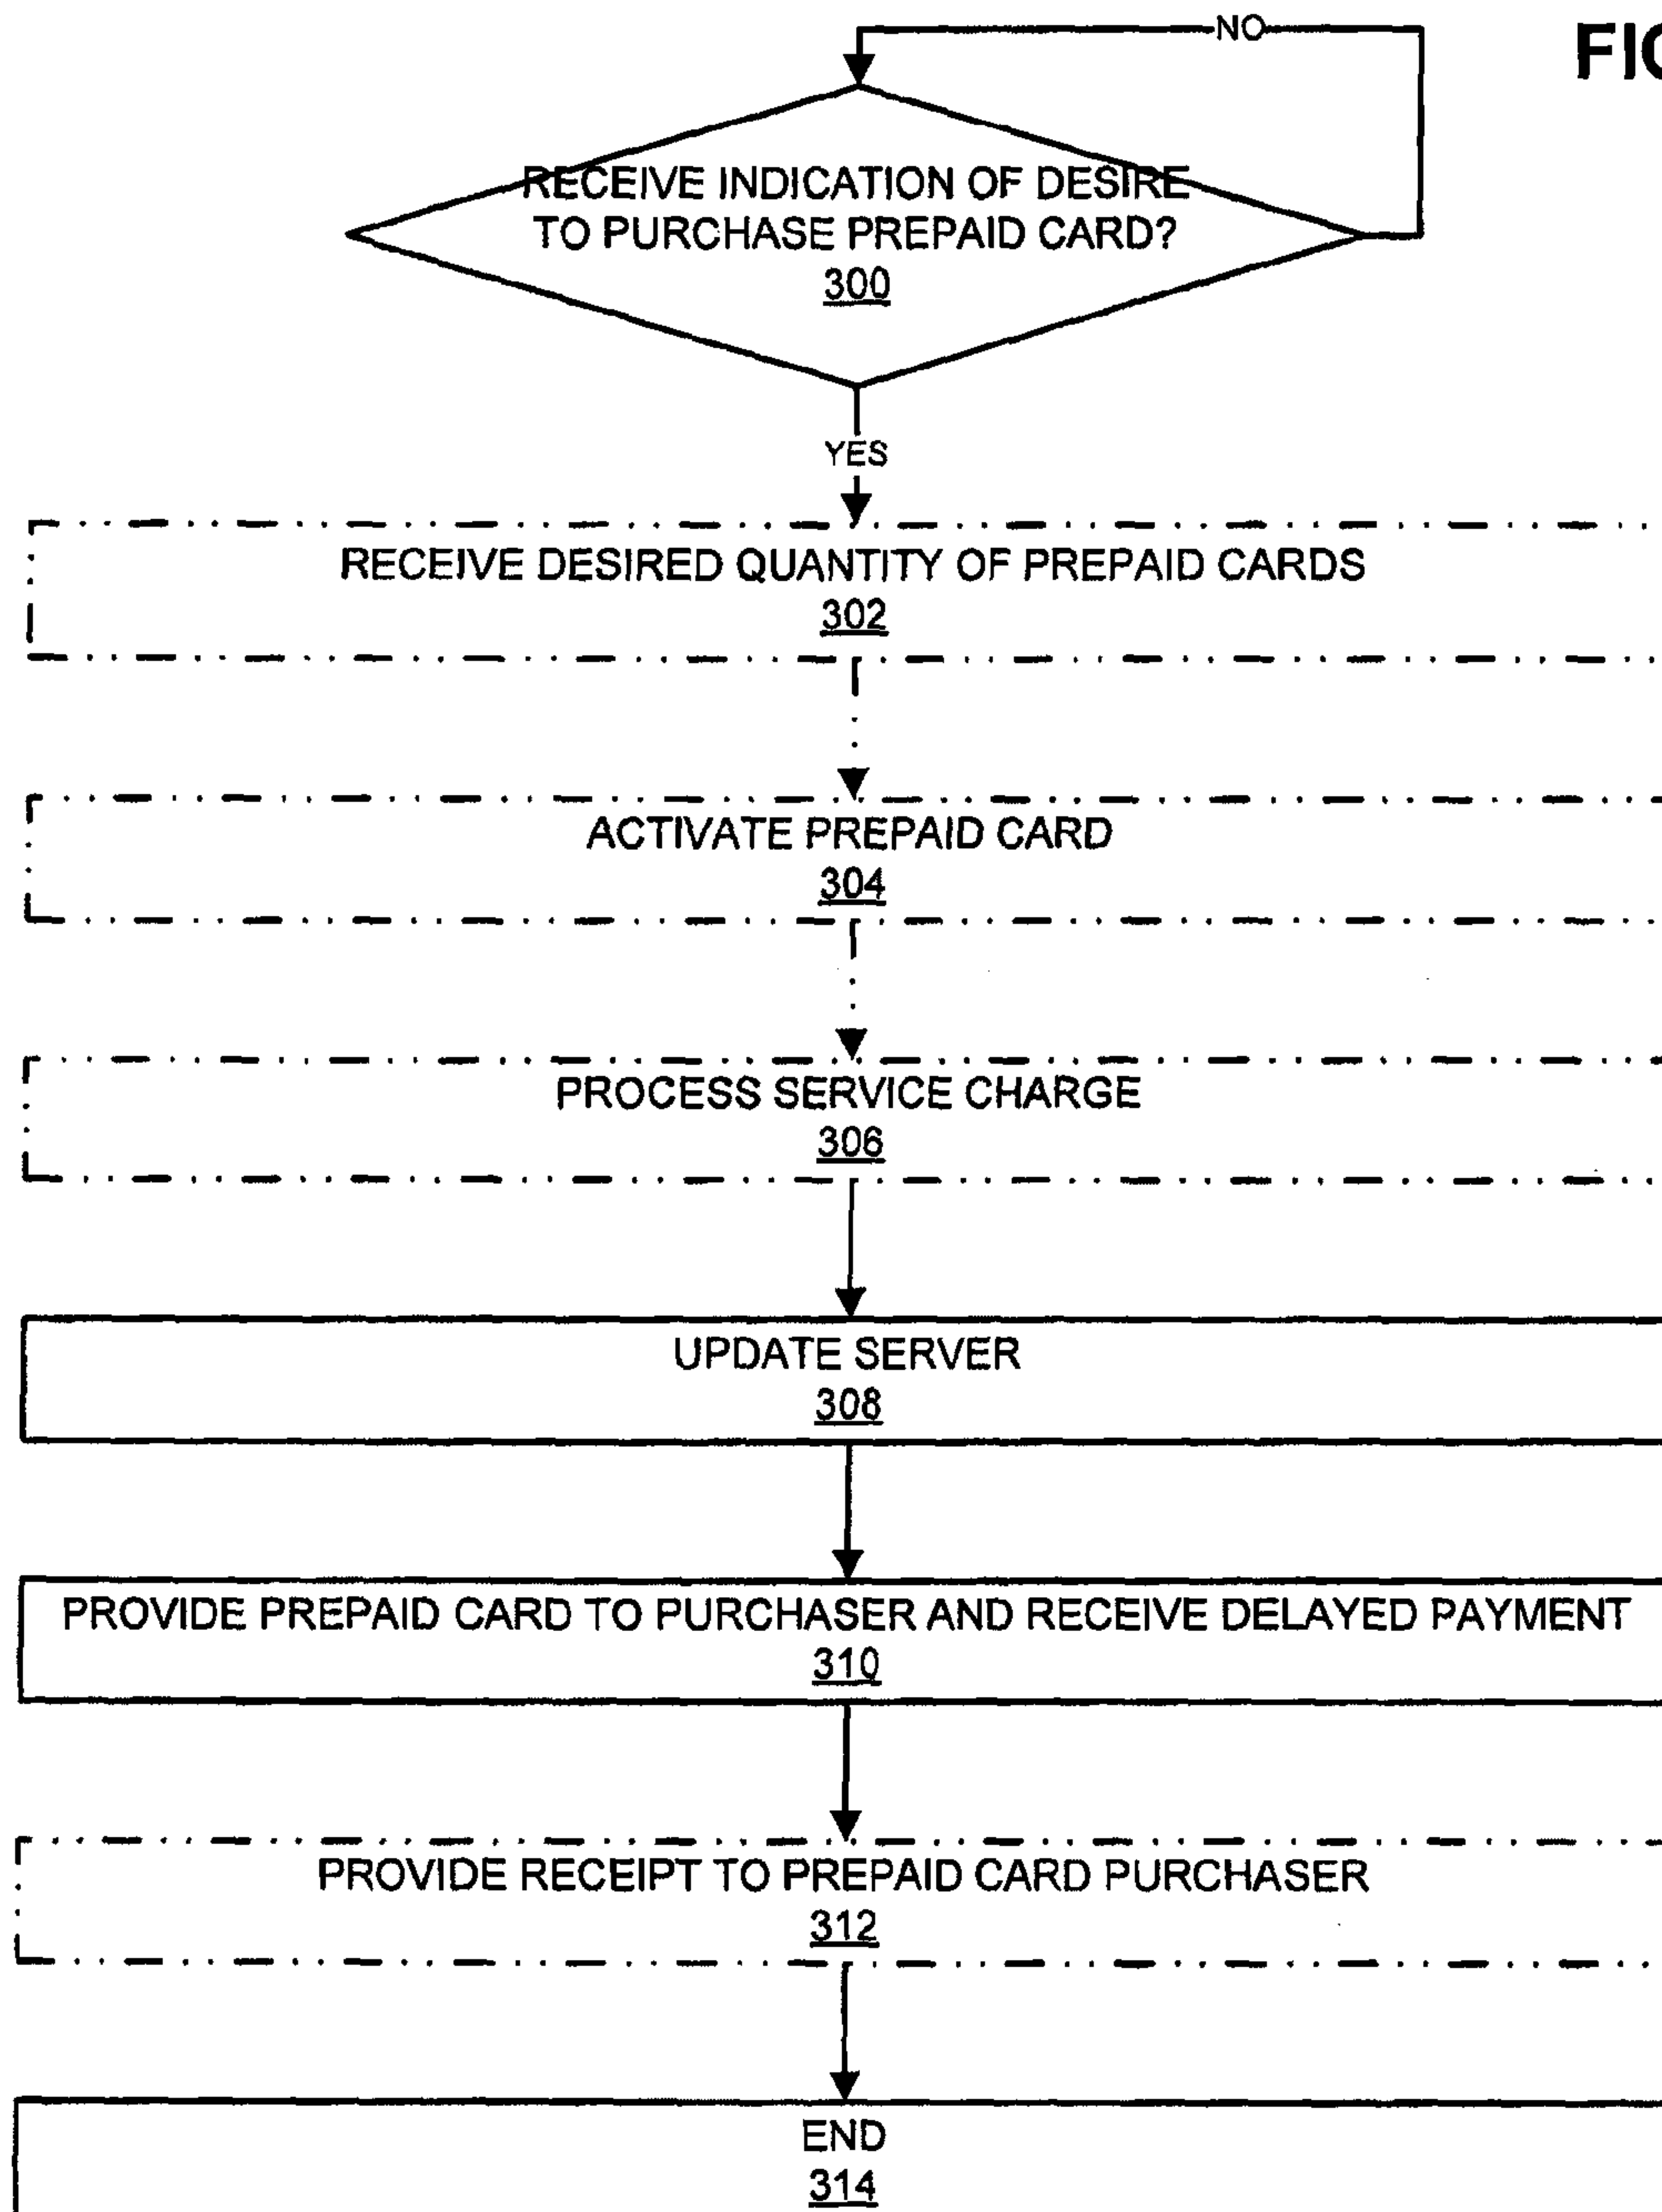 NO
RECEIVE INDICATION OF DESIRE
TO PURCHASE PREPAID CARD?
300
YES
RECEIVE DESIRED QUANTITY OF PREPAID CARDS
302
ACTIVATE PREPAID CARD
304
PROCESS SERVICE CHARGE
306
UPDATE SERVER
308
PROVIDE PREPAID CARD TO PURCHASER AND RECEIVE DELAYED PAYMENT
310
PROVIDE RECEIPT TO PREPAID CARD PURCHASER
312
END
314